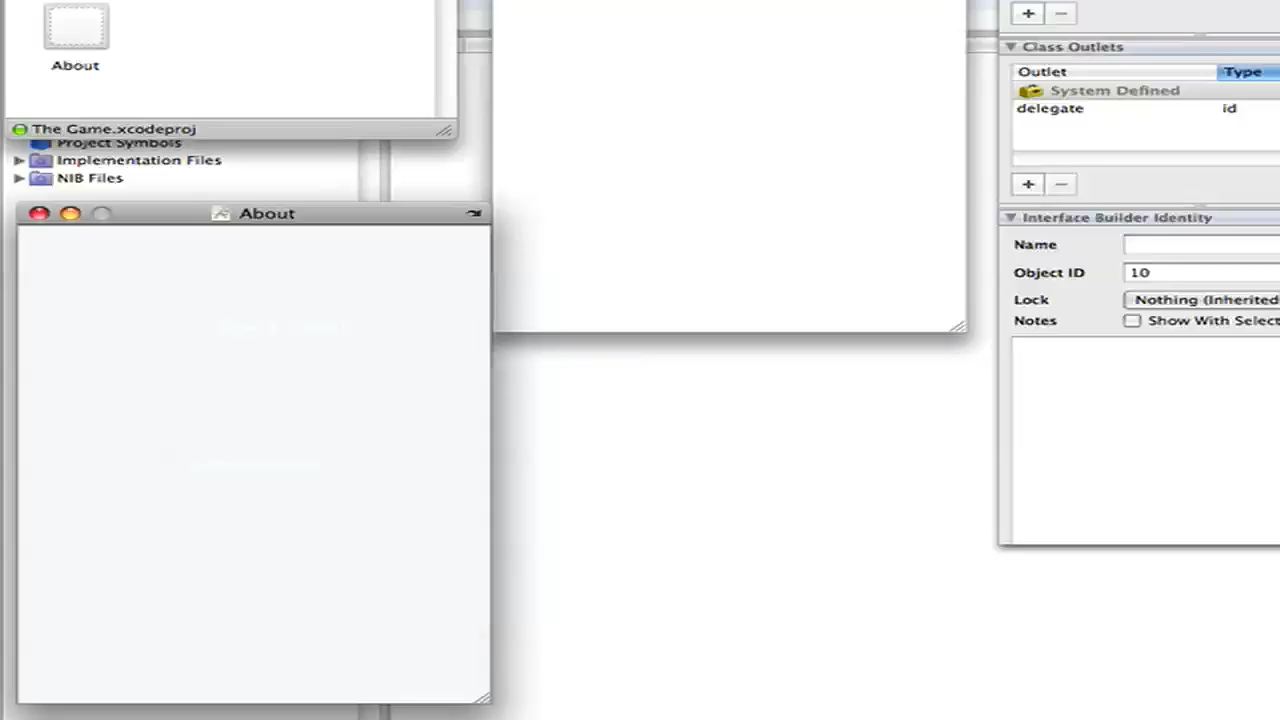 About
The Game.xcodeproj
Project Symbols
Implementation Files
NIB Files
About
Class Outlets
Outlet Type
System Defined
delegate id
Interface Builder Identity
Name
Object ID 10
Lock Nothing (Inherited
Notes Show With Select